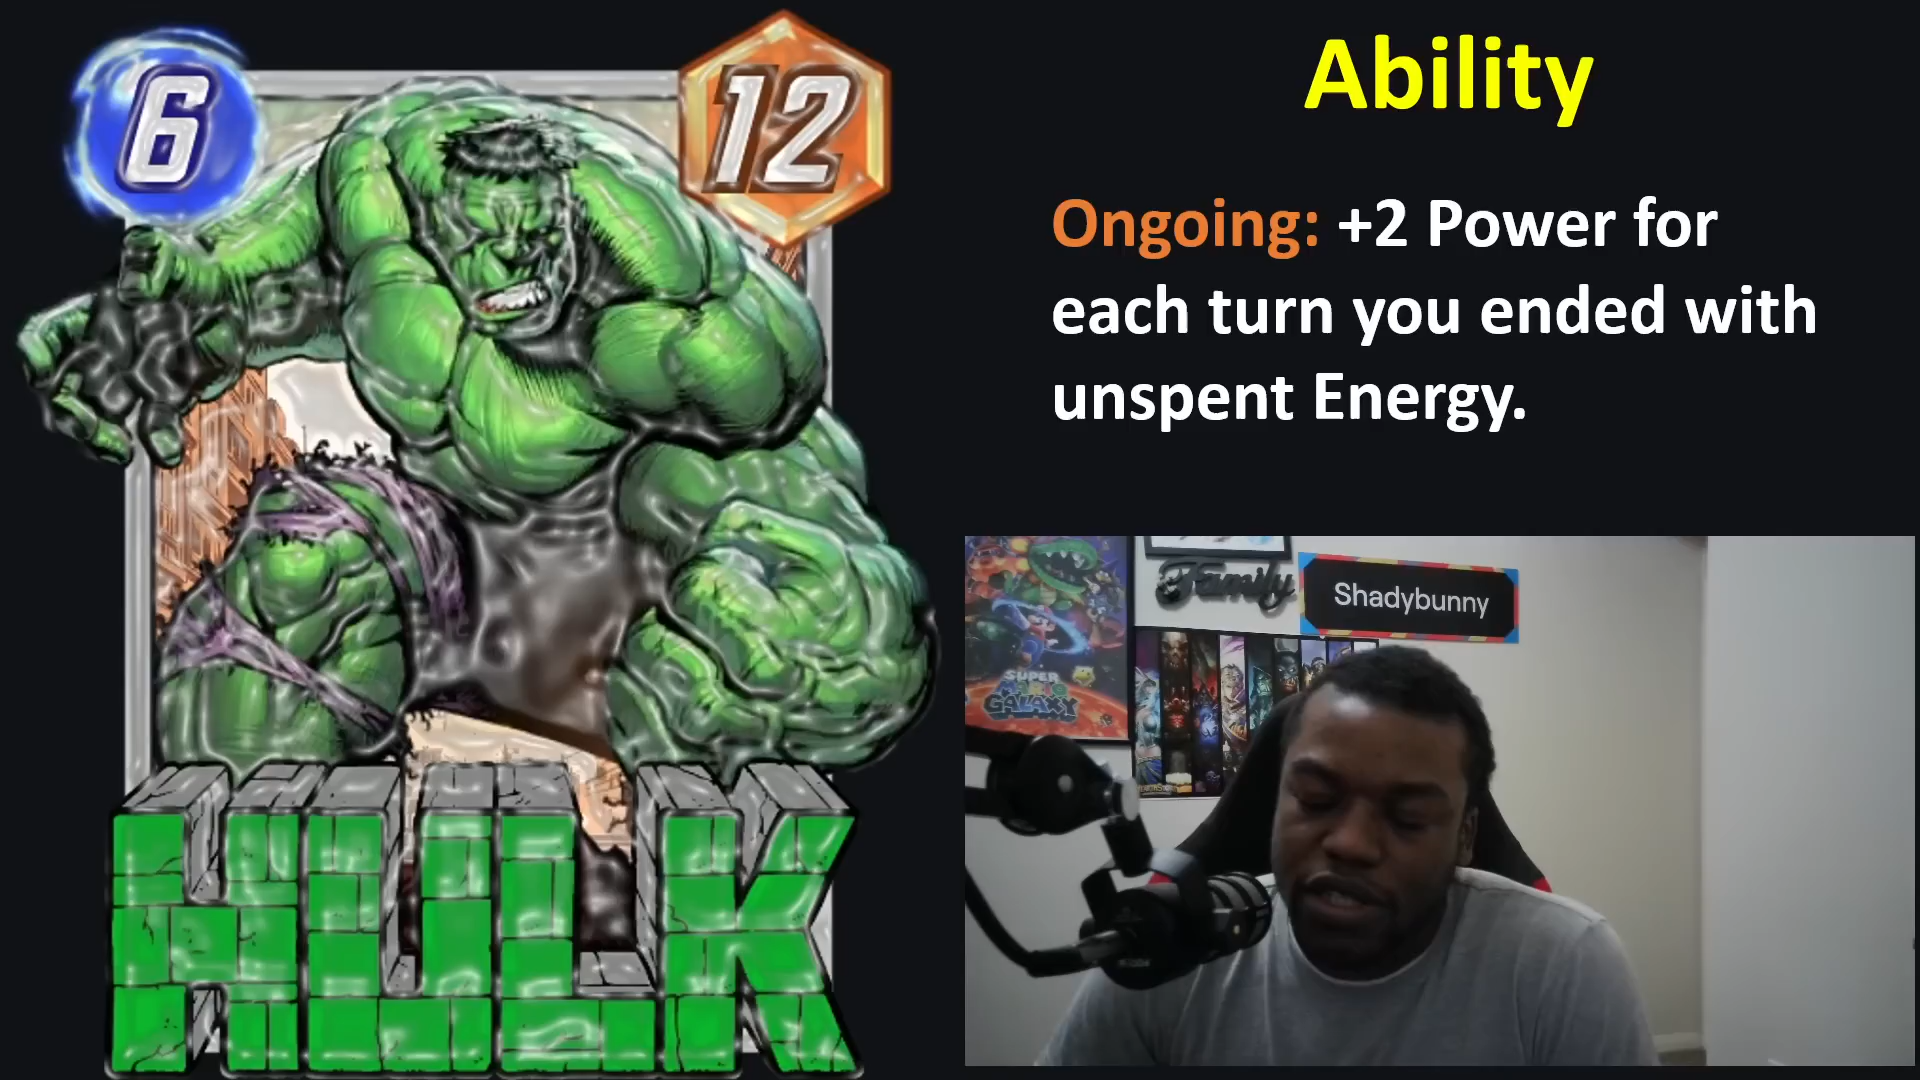 6
12
Ability
Ongoing: +2 Power for
each turn you ended with
unspent Energy.
HULK
Family
Shadybunny
SUPER
MARIO
GALAXY